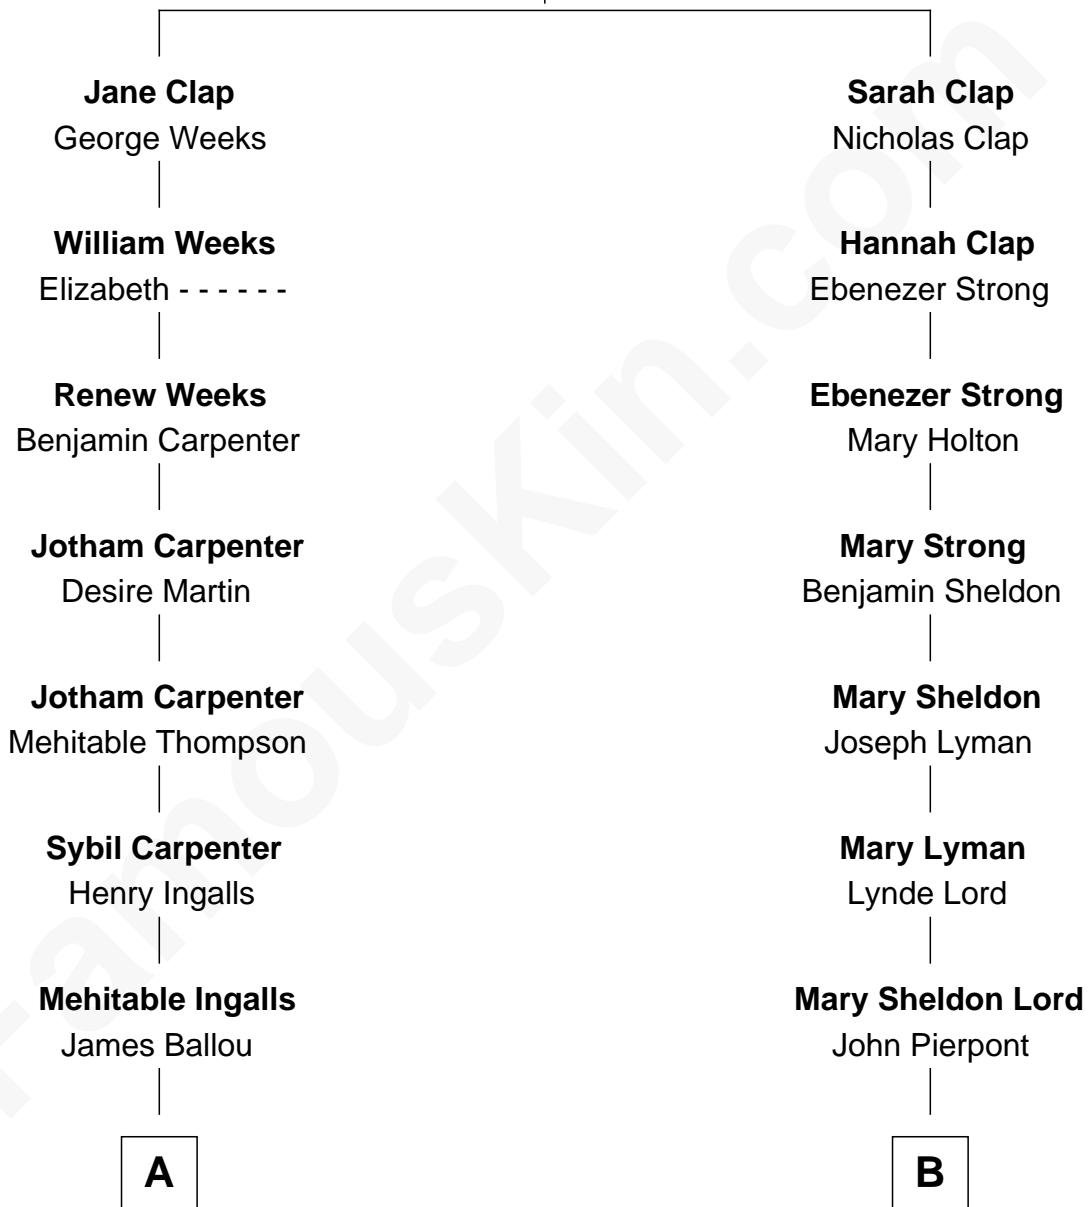 Jane Clap
George Weeks
Sarah Clap
Nicholas Clap
William Weeks
Elizabeth - - - - - -
Hannah Clap
Ebenezer Strong
Renew Weeks
Benjamin Carpenter
Ebenezer Strong
Mary Holton
Jotham Carpenter
Desire Martin
Mary Strong
Benjamin Sheldon
Jotham Carpenter
Mehitable Thompson
Mary Sheldon
Joseph Lyman
Sybil Carpenter
Henry Ingalls
Mary Lyman
Lynde Lord
Mehitable Ingalls
James Ballou
Mary Sheldon Lord
John Pierpont
A
B
FamousKin.com